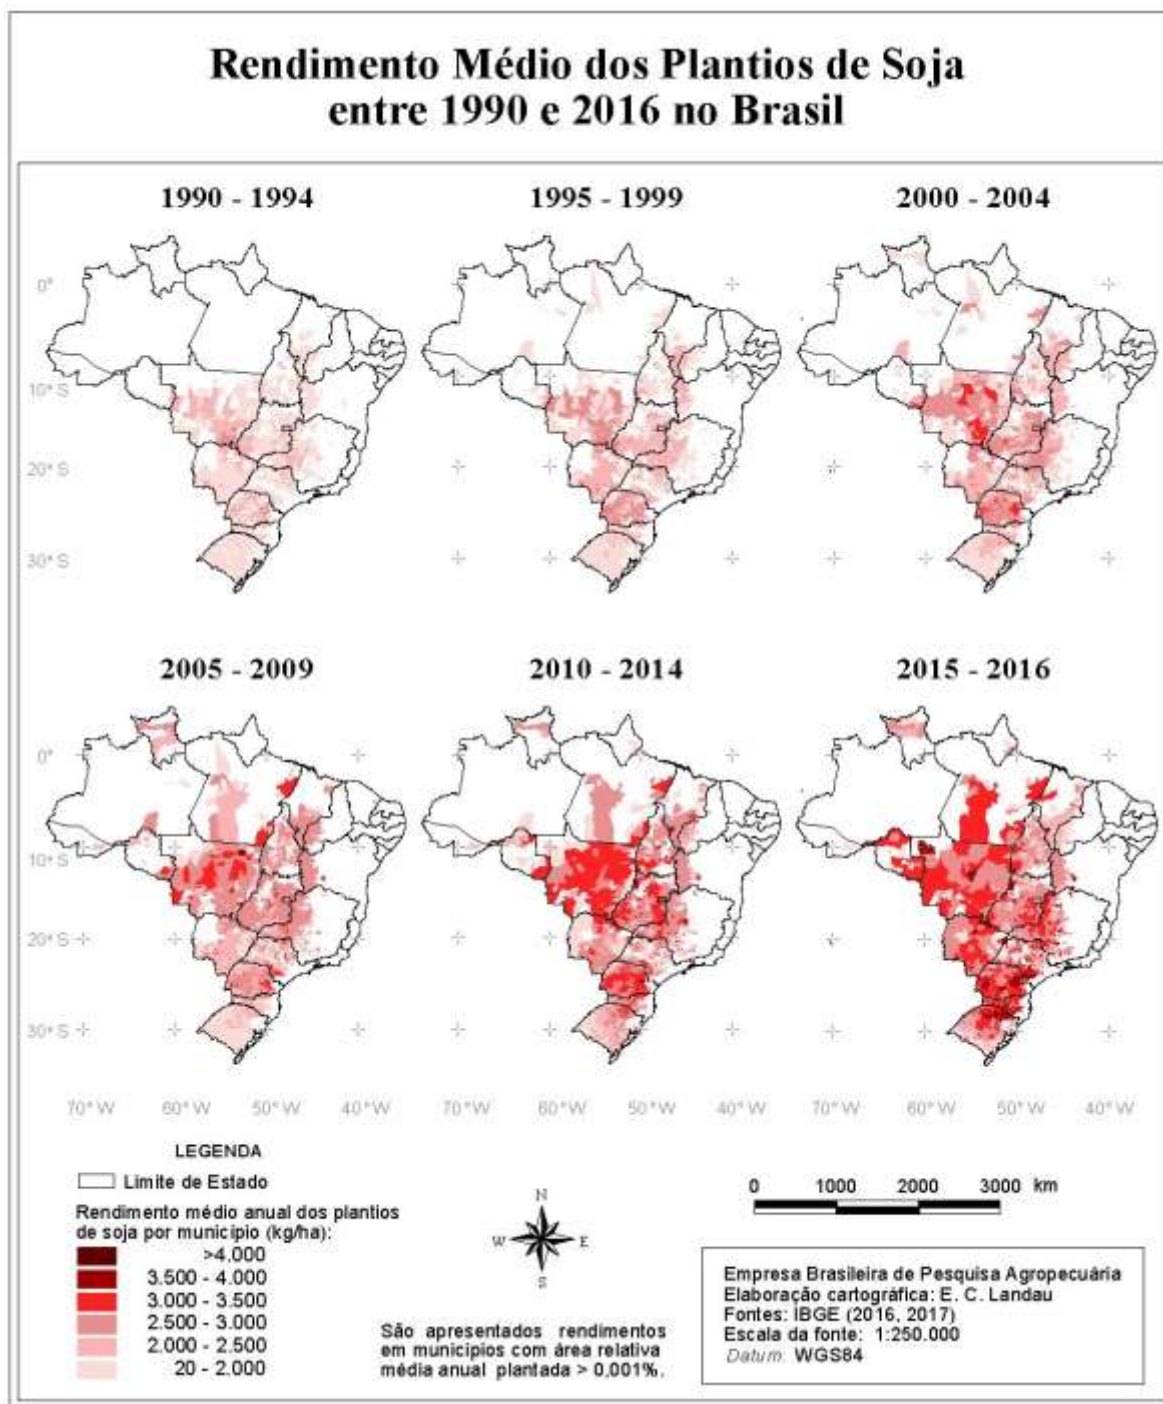 Rendimento Médio dos Plantios de Soja
entre 1990 e 2016 no Brasil
1990 - 1994
1995 - 1999
2000 - 2004
0°
10° S
20° S
30° S
2005 - 2009
2010 - 2014
2015 - 2016
0°
10° S
20° S
30° S
70° W 60° W 50° W 40° W
70° W 60° W 50° W 40° W
70° W 60° W 50° W 40° W
LEGENDA
Limite de Estado
Rendimento médio anual dos plantios
de soja por município (kg/ha):
>4.000
3.500 - 4.000
3.000 - 3.500
2.500 - 3.000
2.000 - 2.500
20 - 2.000
N
W E
S
São apresentados rendimentos
em municípios com área relativa
média anual plantada > 0,001%.
0 1000 2000 3000 km
Empresa Brasileira de Pesquisa Agropecuária
Elaboração cartográfica: E. C. Landau
Fontes: IBGE (2016, 2017)
Escala da fonte: 1:250.000
Datum: WGS84